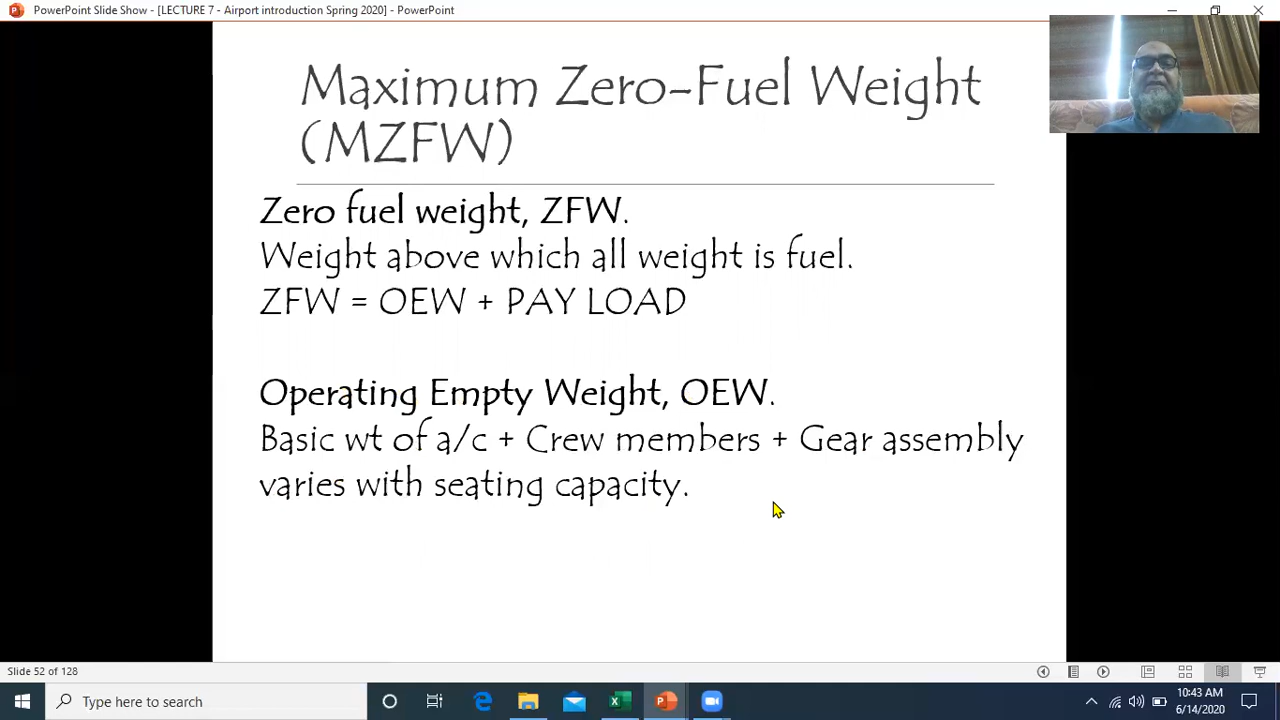 PowerPoint Slide Show - [LECTURE 7 - Airport introduction Spring 2020] - PowerPoint
Maximum Zero-Fuel Weight
(MZFW)
Zero fuel weight, ZFW.
Weight above which all weight is fuel.
ZFW = OEW + PAY LOAD
Operating Empty Weight, OEW.
Basic wt of a/c + Crew members + Gear assembly
varies with seating capacity.
Slide 52 of 128
Type here to search
10:43 AM
6/14/2020